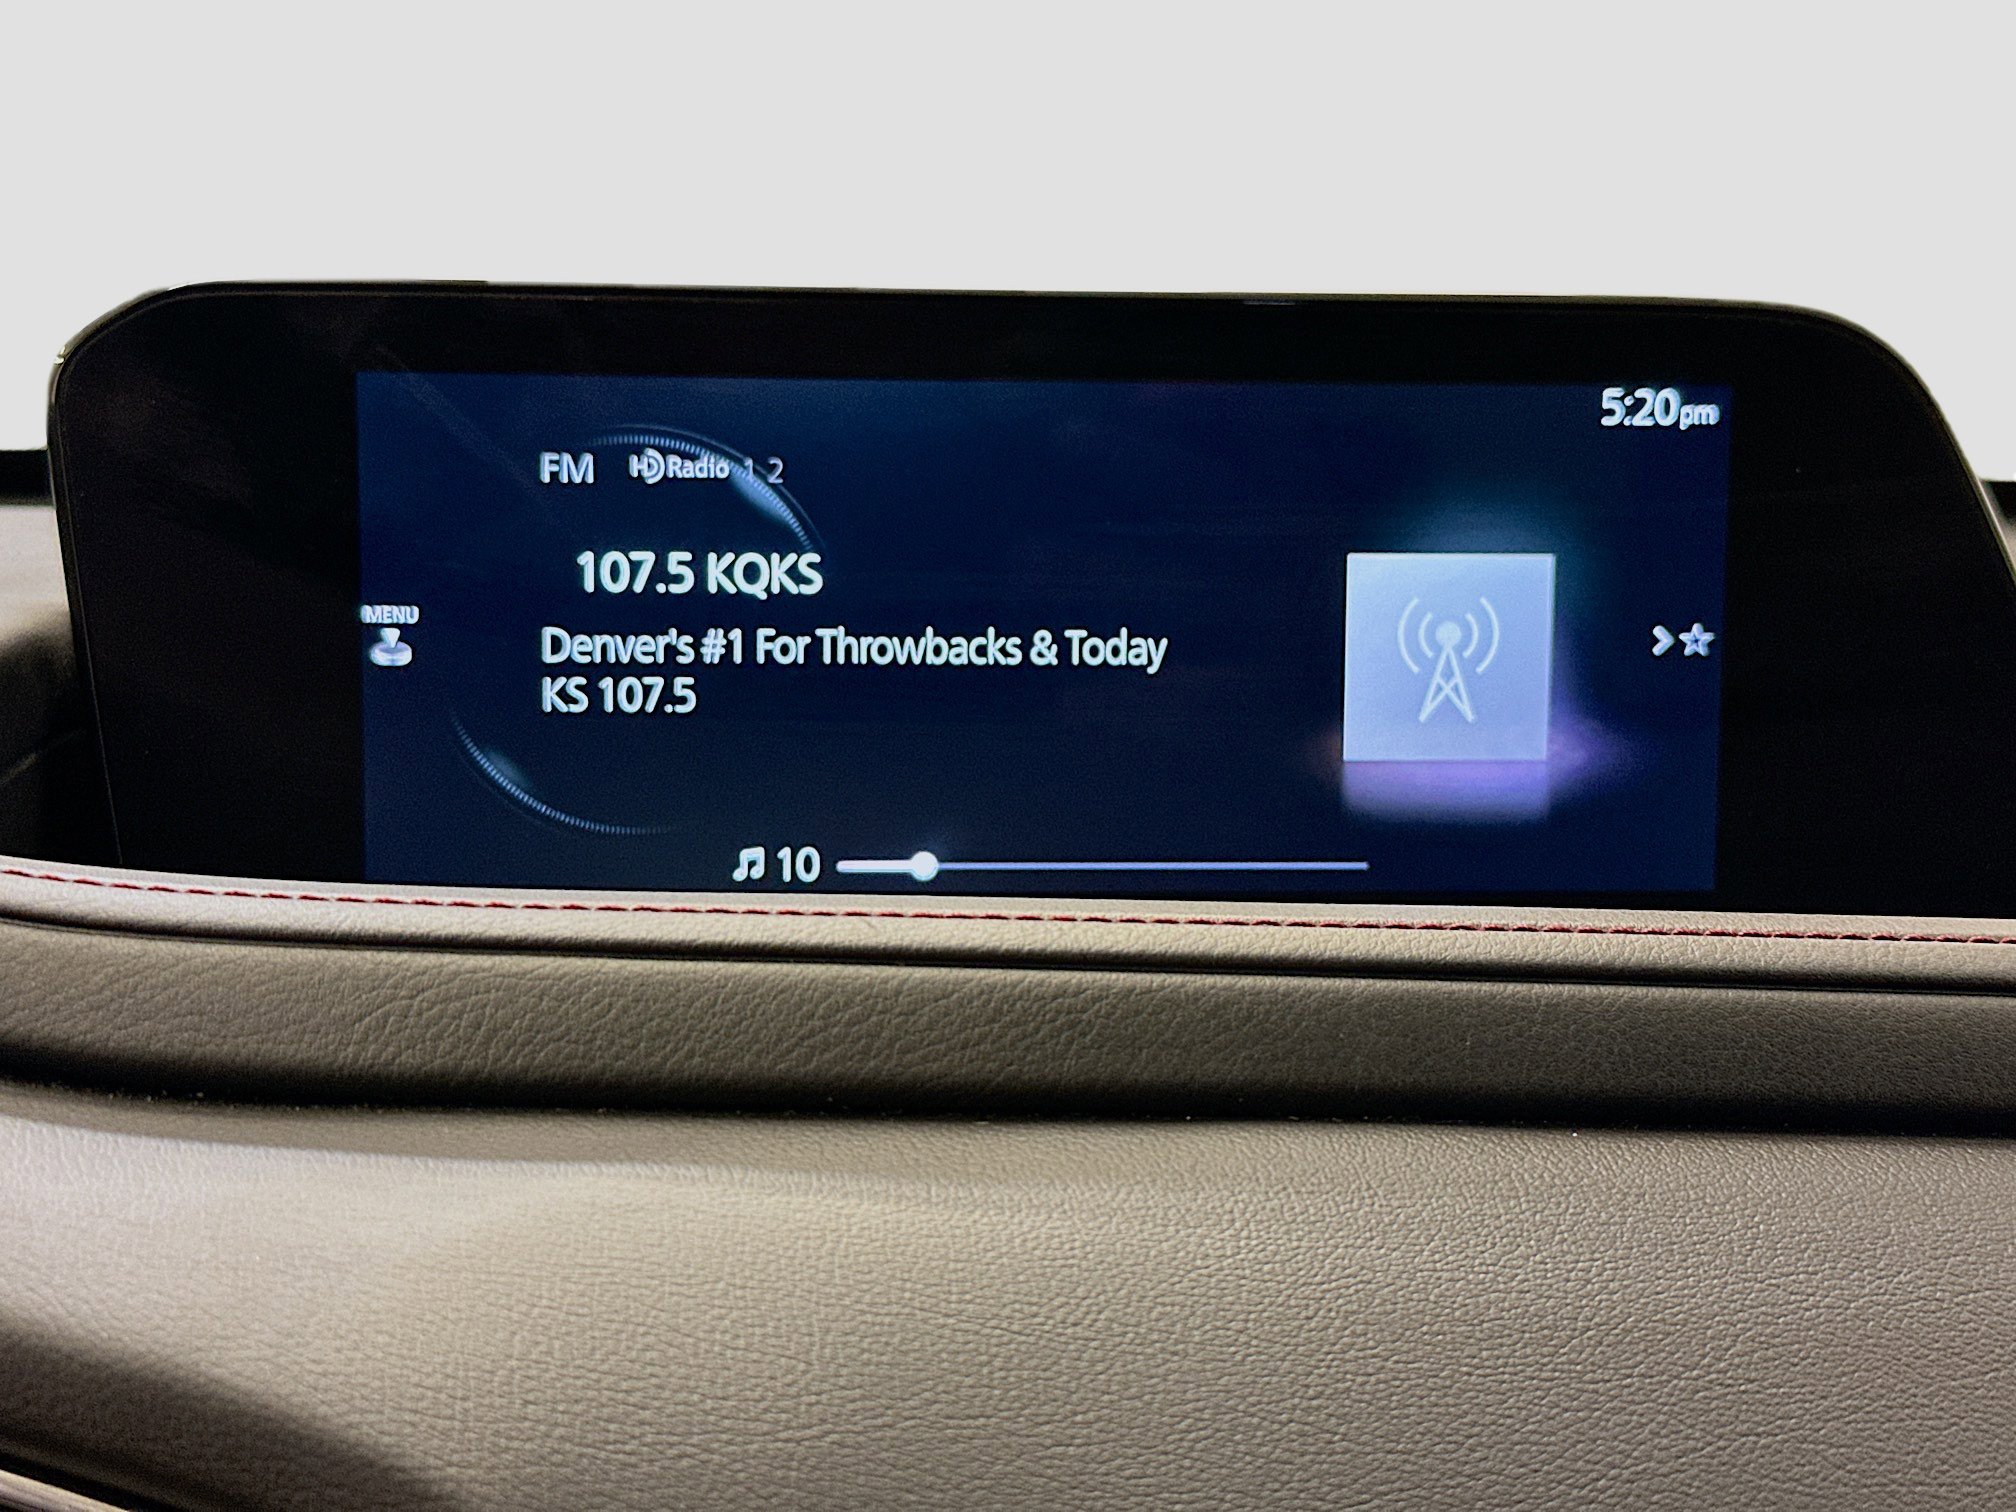 5:20pm
FM HD Radio 1 2
107.5 KQKS
MENU
Denver's #1 For Throwbacks & Today
KS 107.5
10